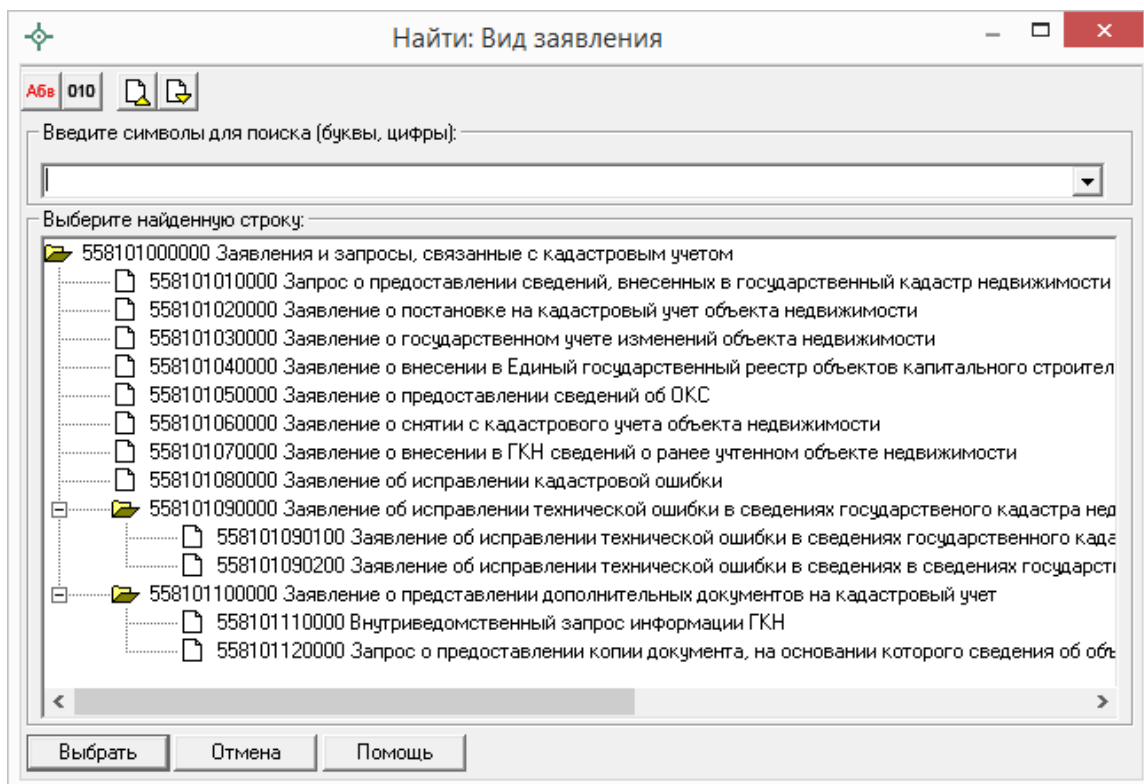 Найти: Вид заявления
Абв 010
Введите символы для поиска (буквы, цифры):
Выберите найденную строку:
558101000000 Заявления и запросы, связанные с кадастровым учетом
558101010000 Запрос о предоставлении сведений, внесенных в государственный кадастр недвижимости
558101020000 Заявление о постановке на кадастровый учет объекта недвижимости
558101030000 Заявление о государственном учете изменений объекта недвижимости
558101040000 Заявление о внесении в Единый государственный реестр объектов капитального строител
558101050000 Заявление о предоставлении сведений об ОКС
558101060000 Заявление о снятии с кадастрового учета объекта недвижимости
558101070000 Заявление о внесении в ГКН сведений о ранее учтенном объекте недвижимости
558101080000 Заявление об исправлении кадастровой ошибки
558101090000 Заявление об исправлении технической ошибки в сведениях государственого кадастра нед
558101090100 Заявление об исправлении технической ошибки в сведениях государственного када
558101090200 Заявление об исправлении технической ошибки в сведениях в сведениях государст
558101100000 Заявление о представлении дополнительных документов на кадастровый учет
558101110000 Внутриведомственный запрос информации ГКН
558101120000 Запрос о предоставлении копии документа, на основании которого сведения об объ
Выбрать Отмена Помощь